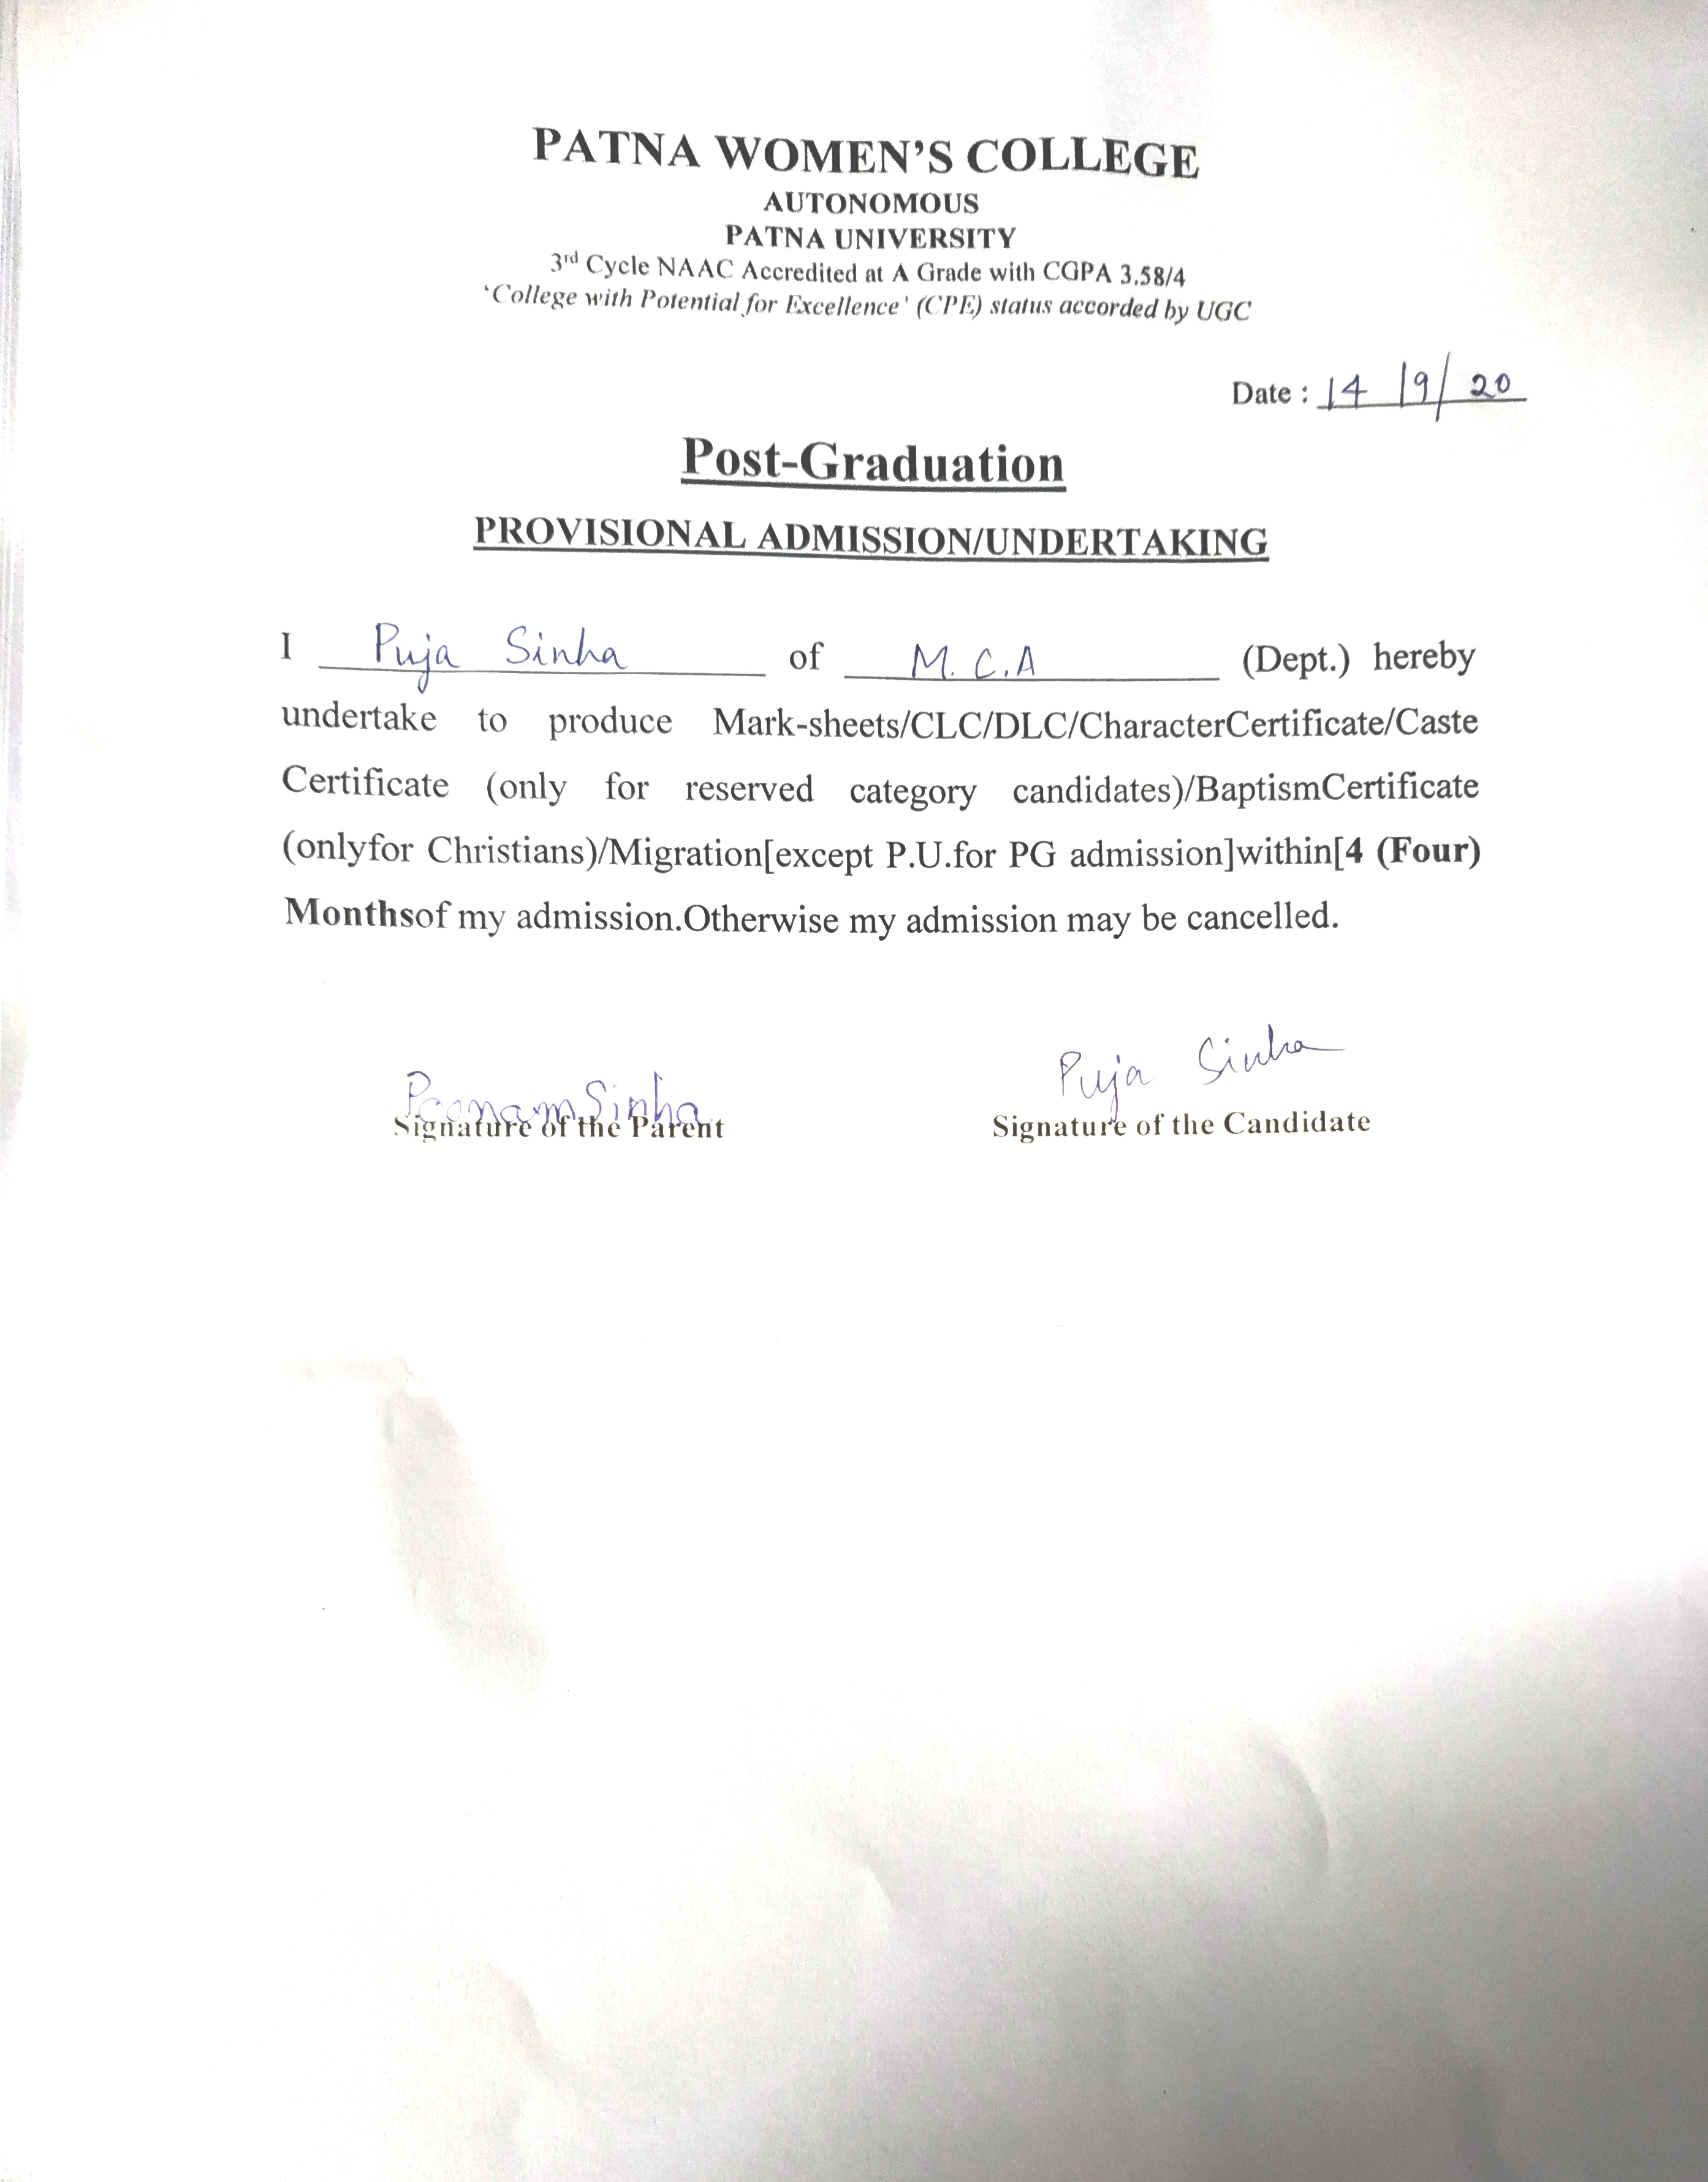 PATNA WOMEN'S COLLEGE
AUTONOMOUS
PATNA UNIVERSITY
3rd Cycle NAAC Accredited at A Grade with CGPA 3.58/4
'College with Potential for Excellence' (CPE) status accorded by UGC
Date : 14/9/20
Post-Graduation
PROVISIONAL ADMISSION/UNDERTAKING
I Puja Sinha of M.C.A (Dept.) hereby
undertake to produce Mark-sheets/CLC/DLC/CharacterCertificate/Caste
Certificate (only for reserved category candidates)/BaptismCertificate
(onlyfor Christians)/Migration[except P.U.for PG admission]within[4 (Four)
Monthsof my admission.Otherwise my admission may be cancelled.
Sinha Puja Sinha
Signature of the Parent Signature of the Candidate